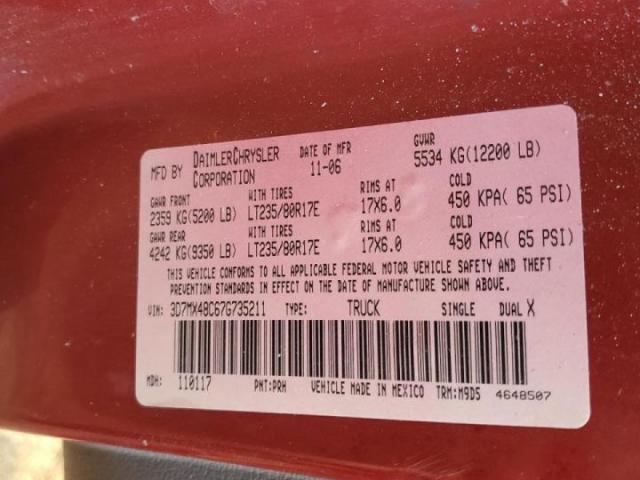 MFD BY DAIMLERCHRYSLER CORPORATION DATE OF MFR 11-06 GVWR 5534 KG(12200 LB)
GAWR FRONT WITH TIRES RIMS AT COLD
2359 KG(5200 LB) LT235/80R17E 17X6.0 450 KPA( 65 PSI)
GAWR REAR WITH TIRES RIMS AT COLD
4242 KG(9350 LB) LT235/80R17E 17X6.0 450 KPA( 65 PSI)
THIS VEHICLE CONFORMS TO ALL APPLICABLE FEDERAL MOTOR VEHICLE SAFETY AND THEFT
PREVENTION STANDARDS IN EFFECT ON THE DATE OF MANUFACTURE SHOWN ABOVE
VIN: 3D7MX48C67G735211 TYPE: TRUCK SINGLE DUAL X
MDH: 110117 PNT:PRH VEHICLE MADE IN MEXICO TRM:M9D5 4648507